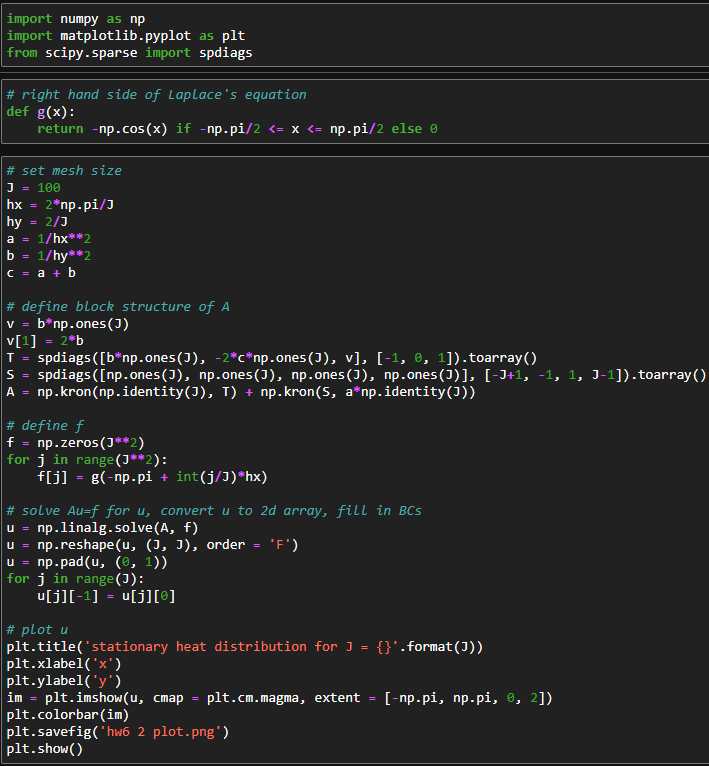 import numpy as np
import matplotlib.pyplot as plt
from scipy.sparse import spdiags
# right hand side of Laplace's equation
def g(x):
    return -np.cos(x) if -np.pi/2 <= x <= np.pi/2 else 0
# set mesh size
J = 100
hx = 2*np.pi/J
hy = 2/J
a = 1/hx**2
b = 1/hy**2
c = a + b
# define block structure of A
v = b*np.ones(J)
v[1] = 2*b
T = spdiags([b*np.ones(J), -2*c*np.ones(J), v], [-1, 0, 1]).toarray()
S = spdiags([np.ones(J), np.ones(J), np.ones(J), np.ones(J)], [-J+1, -1, 1, J-1]).toarray()
A = np.kron(np.identity(J), T) + np.kron(S, a*np.identity(J))
# define f
f = np.zeros(J**2)
for j in range(J**2):
    f[j] = g(-np.pi + int(j/J)*hx)
# solve Au=f for u, convert u to 2d array, fill in BCs
u = np.linalg.solve(A, f)
u = np.reshape(u, (J, J), order = 'F')
u = np.pad(u, (0, 1))
for j in range(J):
    u[j][-1] = u[j][0]
# plot u
plt.title('stationary heat distribution for J = {}'.format(J))
plt.xlabel('x')
plt.ylabel('y')
im = plt.imshow(u, cmap = plt.cm.magma, extent = [-np.pi, np.pi, 0, 2])
plt.colorbar(im)
plt.savefig('hw6 2 plot.png')
plt.show()